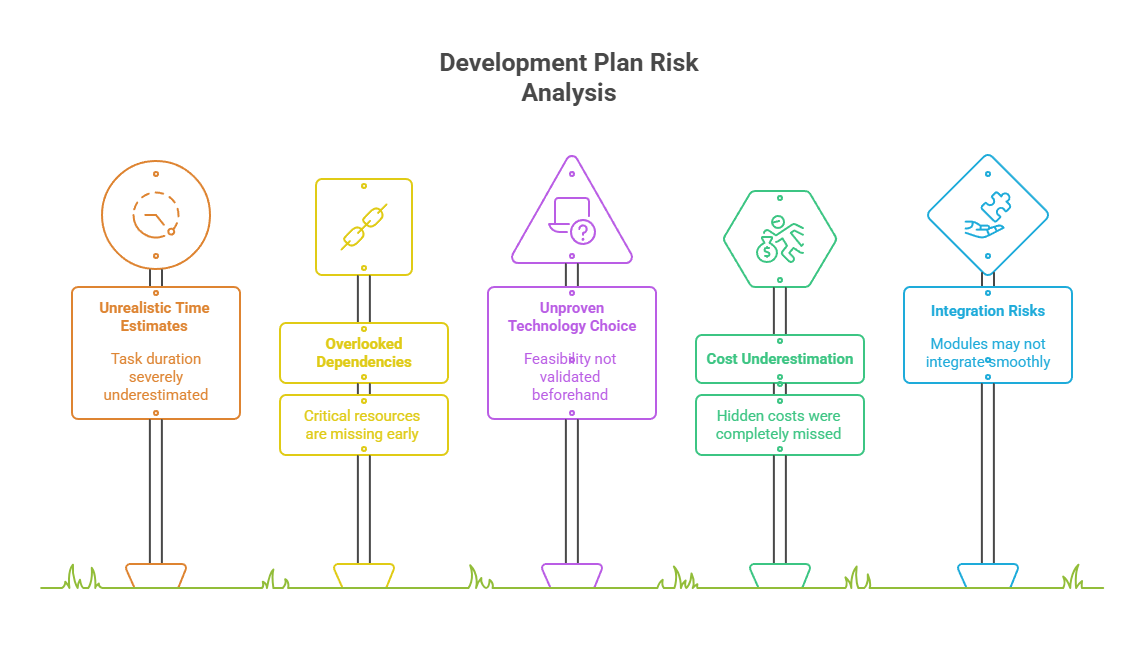 Development Plan Risk
Analysis
Unrealistic Time
Estimates
Task duration
severely
underestimated
Overlooked
Dependencies
Critical resources
are missing early
Unproven
Technology Choice
Feasibility not
validated
beforehand
Cost Underestimation
Hidden costs were
completely missed
Integration Risks
Modules may not
integrate smoothly